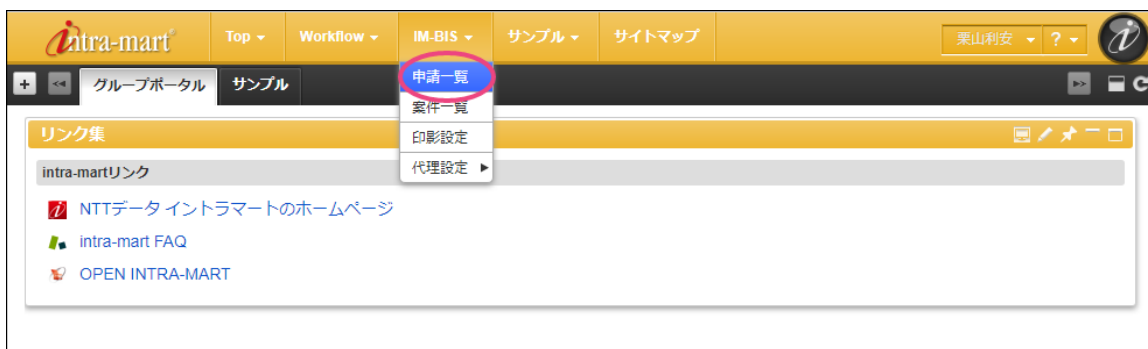 intra-mart Top Workflow IM-BIS サンプル サイトマップ 栗山利安 ?
グループポータル サンプル
申請一覧
案件一覧
印影設定
代理設定
リンク集
intra-martリンク
NTTデータ イントラマートのホームページ
intra-mart FAQ
OPEN INTRA-MART